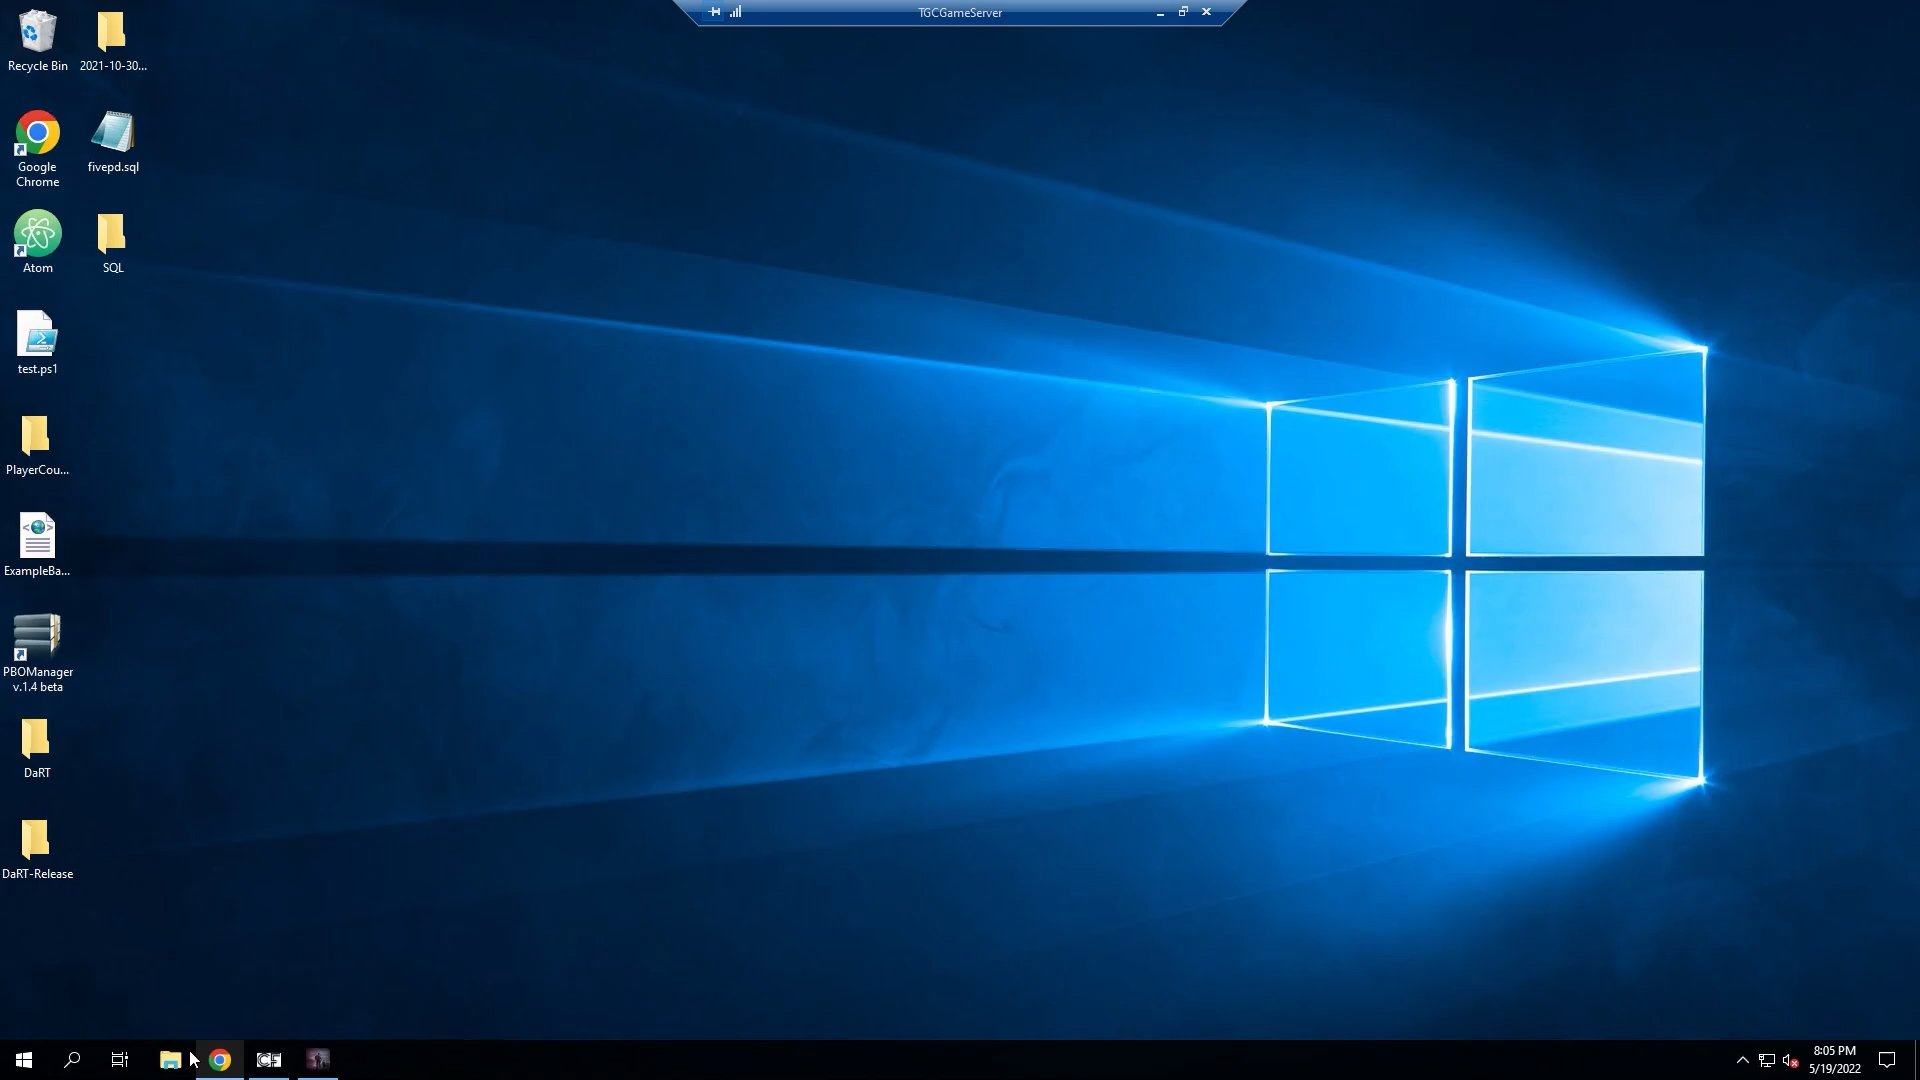 TGCGameServer
Recycle Bin
2021-10-30...
Google
Chrome
fivepd.sql
Atom
SQL
test.ps1
PlayerCou...
ExampleBa...
PBOManager
v.1.4 beta
DaRT
DaRT-Release
CF
8:05 PM
5/19/2022